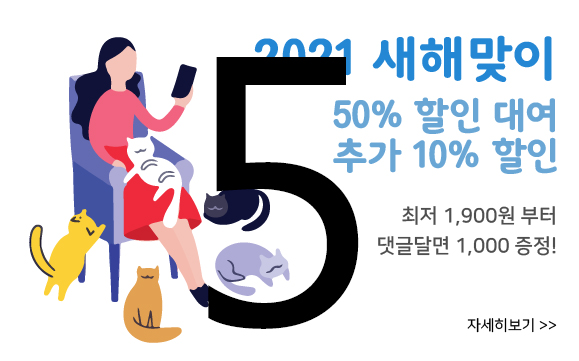 2021 새해맞이
50% 할인 대여
추가 10% 할인
최저 1,900원 부터
댓글달면 1,000 증정!
자세히보기 >>
5